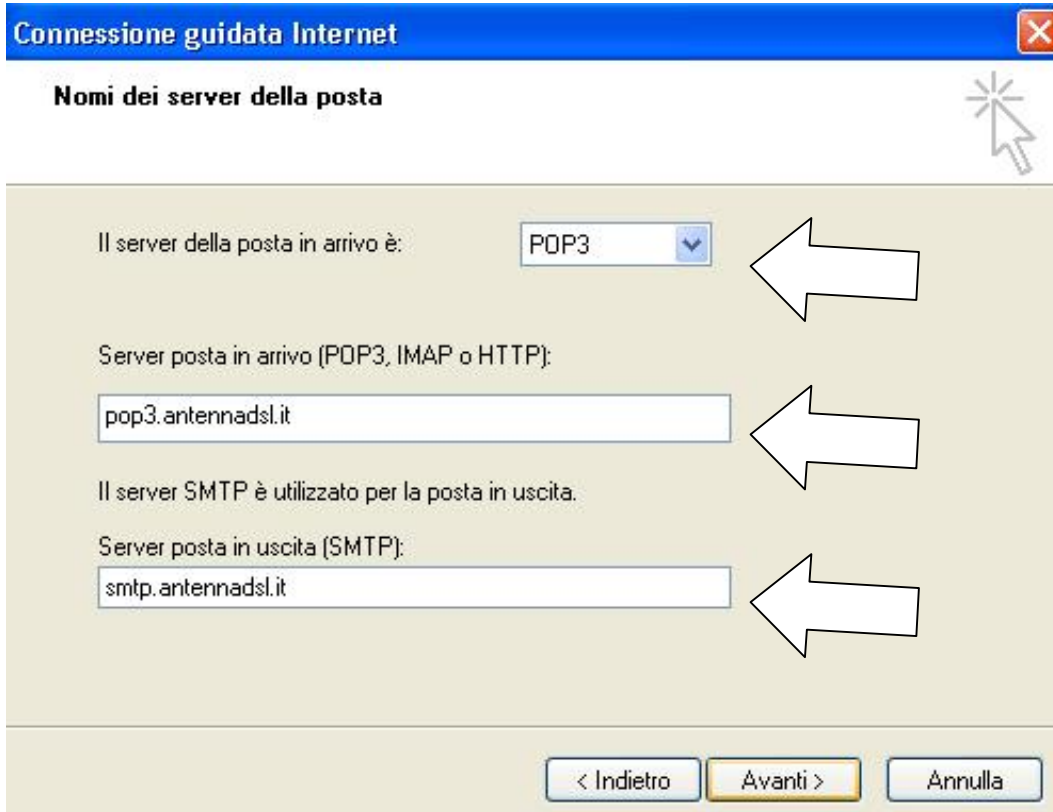 Connessione guidata Internet
Nomi dei server della posta
Il server della posta in arrivo è:
POP3
Server posta in arrivo (POP3, IMAP o HTTP):
pop3.antennadsl.it
Il server SMTP è utilizzato per la posta in uscita.
Server posta in uscita (SMTP):
smtp.antennadsl.it
< Indietro
Avanti >
Annulla